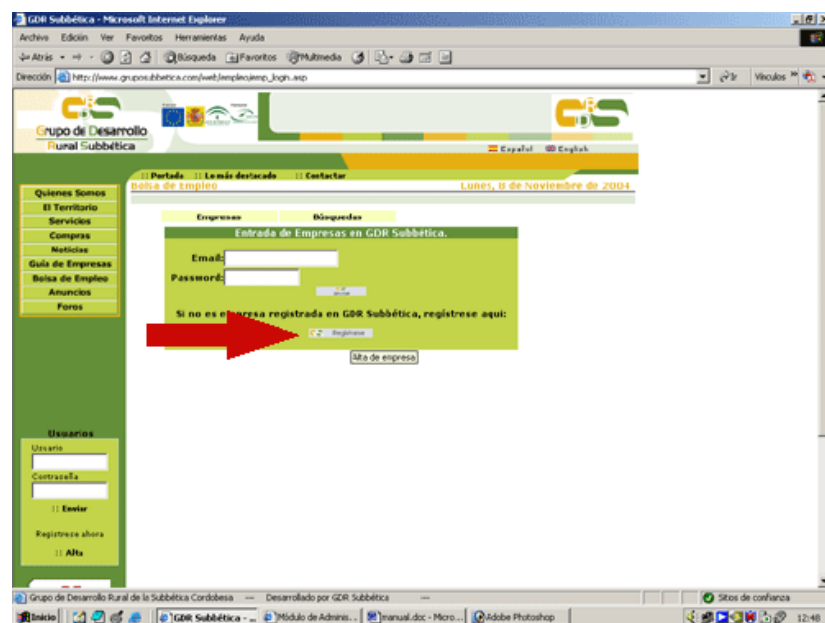 GDR Subbética - Microsoft Internet Explorer
Archivo Edición Ver Favoritos Herramientas Ayuda
Atrás Búsqueda Favoritos Multimedia
Dirección http://www.gruposubbetica.com/web/empleo/emp_login.asp Ir Vínculos
Grupo de Desarrollo
Rural Subbética
Español English
:: Portada :: Lo más destacado :: Contactar
Bolsa de Empleo Lunes, 8 de Noviembre de 2004
Quienes Somos
El Territorio
Servicios
Compras
Noticias
Guía de Empresas
Bolsa de Empleo
Anuncios
Foros
Empresas Búsquedas
Entrada de Empresas en GDR Subbética.
Email:
Password:
Si no es empresa registrada en GDR Subbética, regístrese aquí:
Regístrese
Alta de empresa
Usuarios
Usuario
Contraseña
:: Enviar
Regístrese ahora
:: Alta
Grupo de Desarrollo Rural de la Subbética Cordobesa --- Desarrollado por GDR Subbética --- Sitios de confianza
Inicio GDR Subbética - ... Módulo de Adminis... manual.doc - Micro... Adobe Photoshop 12:48